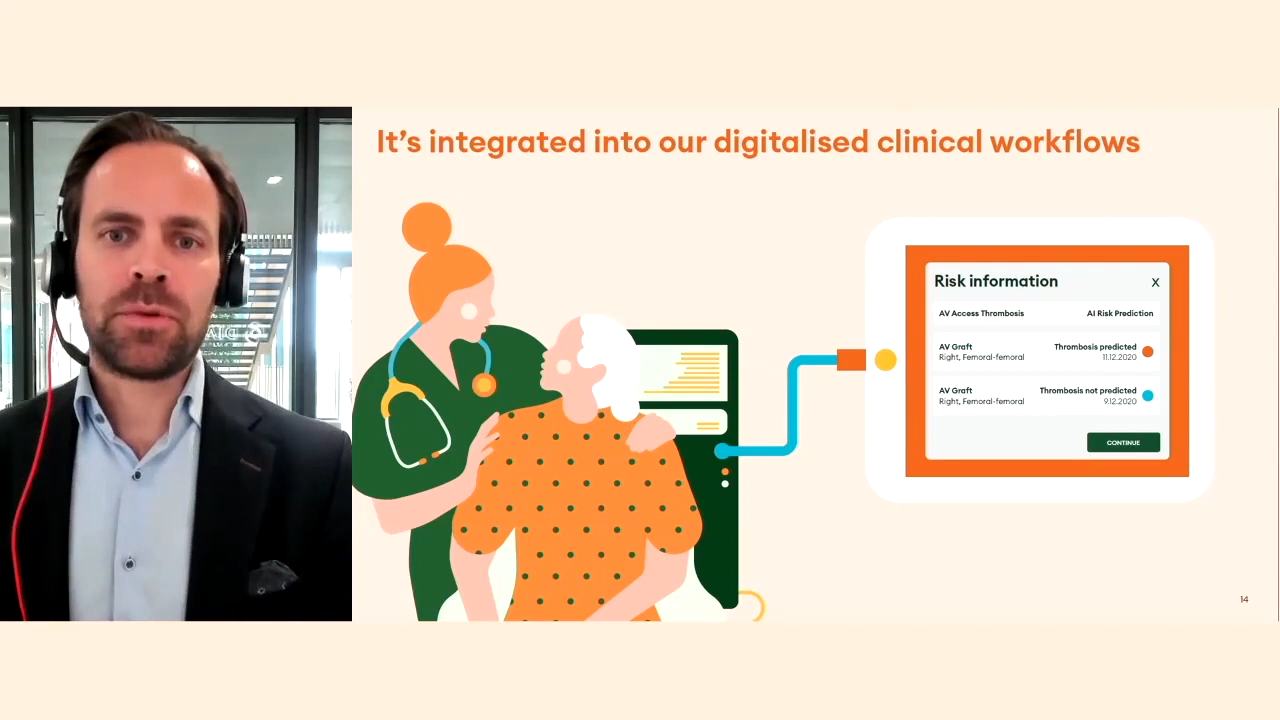 It's integrated into our digitalised clinical workflows
Risk information X
AV Access Thrombosis AI Risk Prediction
AV Graft Thrombosis predicted
Right, Femoral-femoral 11.12.2020
AV Graft Thrombosis not predicted
Right, Femoral-femoral 9.12.2020
CONTINUE
14